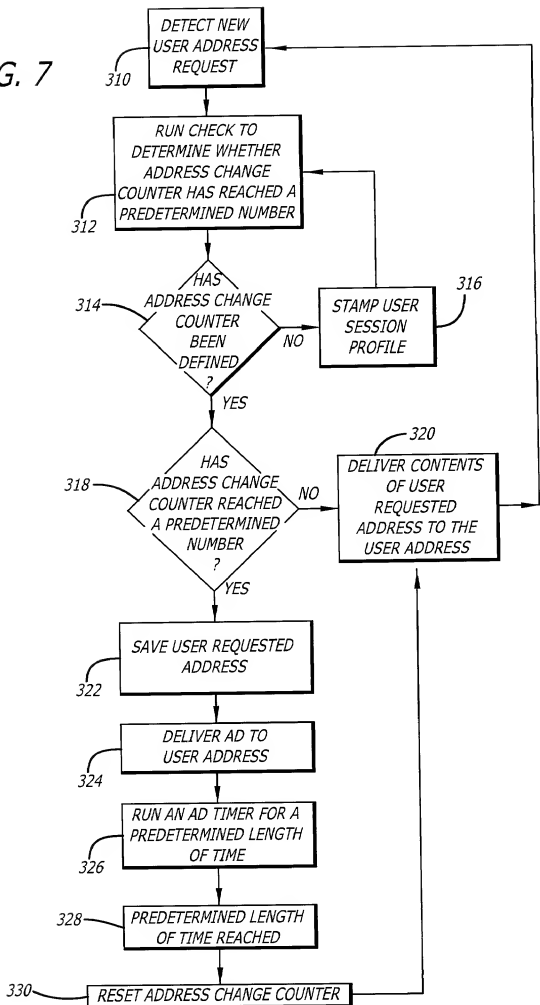 G. 7
DETECT NEW
USER ADDRESS
REQUEST
310
RUN CHECK TO
DETERMINE WHETHER
ADDRESS CHANGE
COUNTER HAS REACHED A
PREDETERMINED NUMBER
312
HAS
ADDRESS CHANGE
COUNTER
BEEN
DEFINED
?
314
NO
YES
STAMP USER
SESSION
PROFILE
316
HAS
ADDRESS CHANGE
COUNTER REACHED
A PREDETERMINED
NUMBER
?
318
NO
YES
320
DELIVER CONTENTS
OF USER
REQUESTED
ADDRESS TO THE
USER ADDRESS
SAVE USER REQUESTED
ADDRESS
322
DELIVER AD TO
USER ADDRESS
324
RUN AN AD TIMER FOR A
PREDETERMINED LENGTH
OF TIME
326
PREDETERMINED LENGTH
OF TIME REACHED
328
RESET ADDRESS CHANGE COUNTER
330